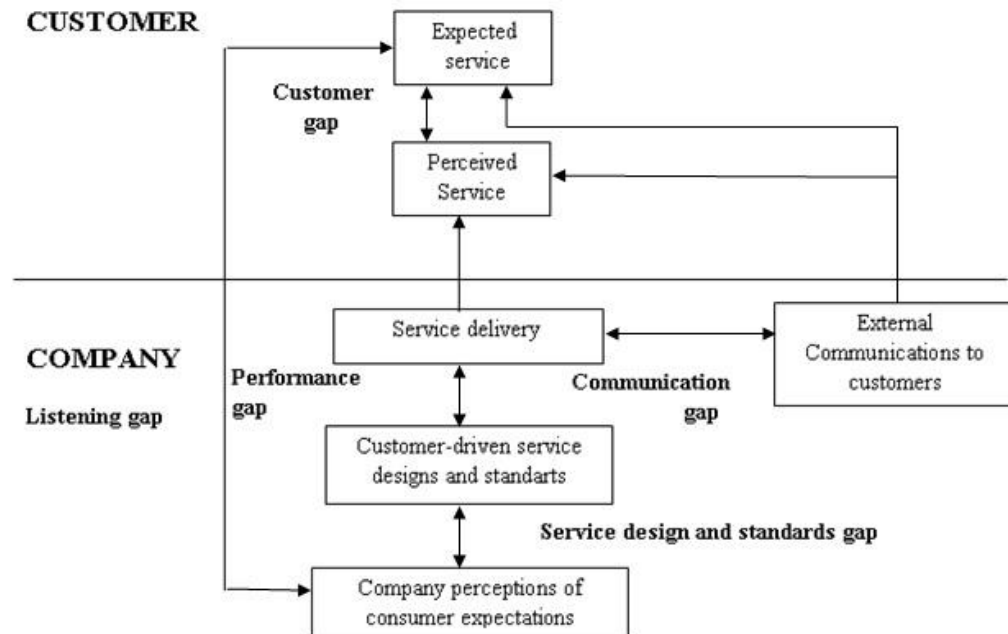 CUSTOMER
Expected
service
Customer
gap
Perceived
Service
Service delivery
External
Communications to
customers
COMPANY
Performance
gap
Communication
gap
Listening gap
Customer-driven service
designs and standarts
Service design and standards gap
Company perceptions of
consumer expectations